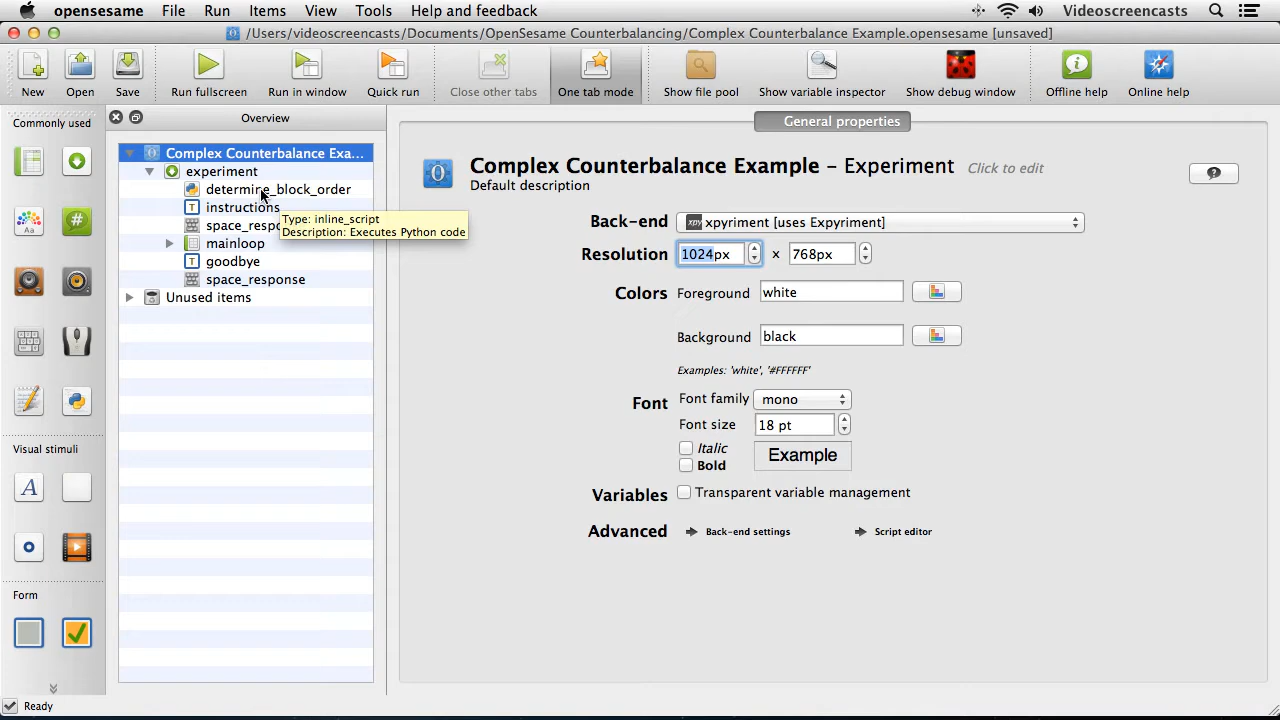 opensesame File Run Items View Tools Help and feedback Videoscreencasts
/Users/videoscreencasts/Documents/OpenSesame Counterbalancing/Complex Counterbalance Example.opensesame [unsaved]
New Open Save Run fullscreen Run in window Quick run Close other tabs One tab mode Show file pool Show variable inspector Show debug window Offline help Online help
Commonly used
Aa
Visual stimuli
A
Form
Overview
Complex Counterbalance Exa...
experiment
determine_block_order
T instructions
space_respo
mainloop
T goodbye
space_response
Unused items
Type: inline_script
Description: Executes Python code
General properties
Complex Counterbalance Example – Experiment Click to edit
Default description
Back-end xpy xpyriment [uses Expyriment]
Resolution 1024px x 768px
Colors Foreground white
Background black
Examples: 'white', '#FFFFFF'
Font Font family mono
Font size 18 pt
Italic
Bold
Example
Variables Transparent variable management
Advanced Back-end settings Script editor
Ready